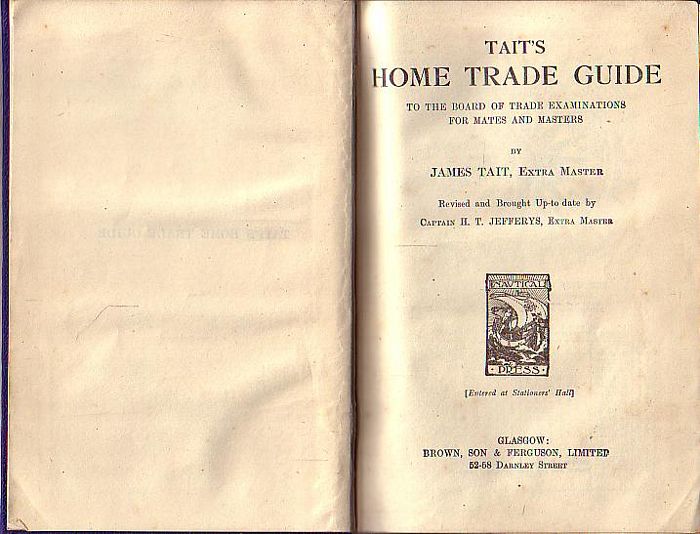 TAIT'S
HOME TRADE GUIDE
TO THE BOARD OF TRADE EXAMINATIONS
FOR MATES AND MASTERS
BY
JAMES TAIT, EXTRA MASTER
Revised and Brought Up-to date by
CAPTAIN H. T. JEFFERYS, EXTRA MASTER
NAUTICAL
PRESS
[Entered at Stationers' Hall]
GLASGOW:
BROWN, SON & FERGUSON, LIMITED
52-58 DARNLEY STREET